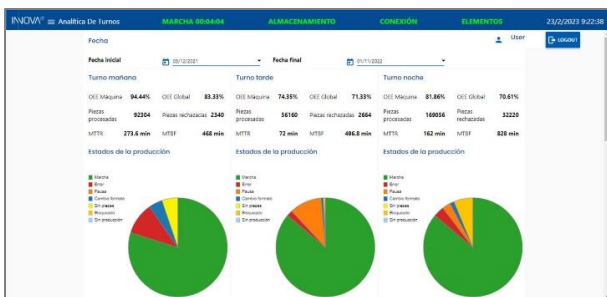 INOVA Analítica De Turnos MARCHA 00:04:04 ALMACENAMIENTO CONEXIÓN ELEMENTOS 23/2/2023 9:22:38
Fecha User LOGOUT
Fecha inicial 03/12/2021 Fecha final 01/11/2022
Turno mañana Turno tarde Turno noche
OEE Máquina 94.44% OEE Global 83.33% OEE Máquina 74.35% OEE Global 71.33% OEE Máquina 81.86% OEE Global 70.61%
Piezas procesadas 92304 Piezas rechazadas 2340 Piezas procesadas 56160 Piezas rechazadas 2664 Piezas procesadas 169056 Piezas rechazadas 32220
MTTR 273.6 min MTBF 468 min MTTR 72 min MTBF 496.8 min MTTR 162 min MTBF 828 min
Estados de la producción Estados de la producción Estados de la producción
Marcha Marcha Marcha
Error Error Error
Pausa Pausa Pausa
Cambio formato Cambio formato Cambio formato
Sin piezas Sin piezas Sin piezas
Bloqueado Bloqueado Bloqueado
Sin producción Sin producción Sin producción